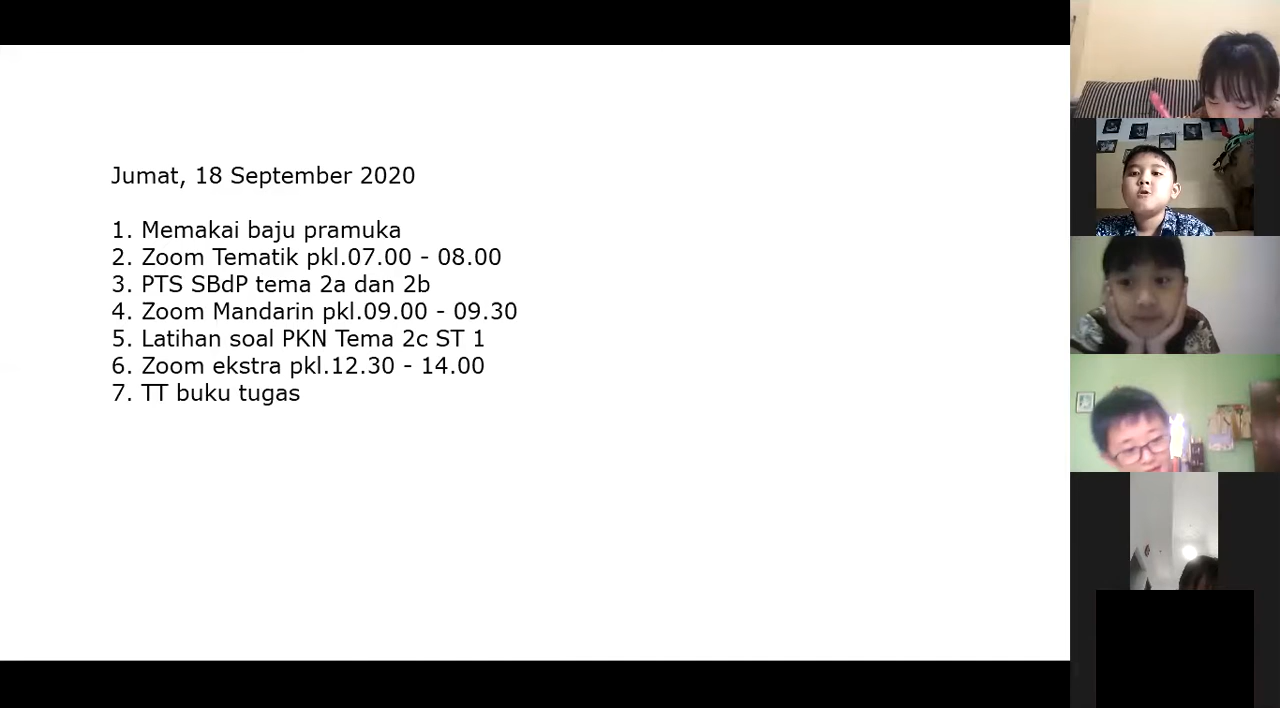 Jumat, 18 September 2020
1. Memakai baju pramuka
2. Zoom Tematik pkl.07.00 - 08.00
3. PTS SBdP tema 2a dan 2b
4. Zoom Mandarin pkl.09.00 - 09.30
5. Latihan soal PKN Tema 2c ST 1
6. Zoom ekstra pkl.12.30 - 14.00
7. TT buku tugas